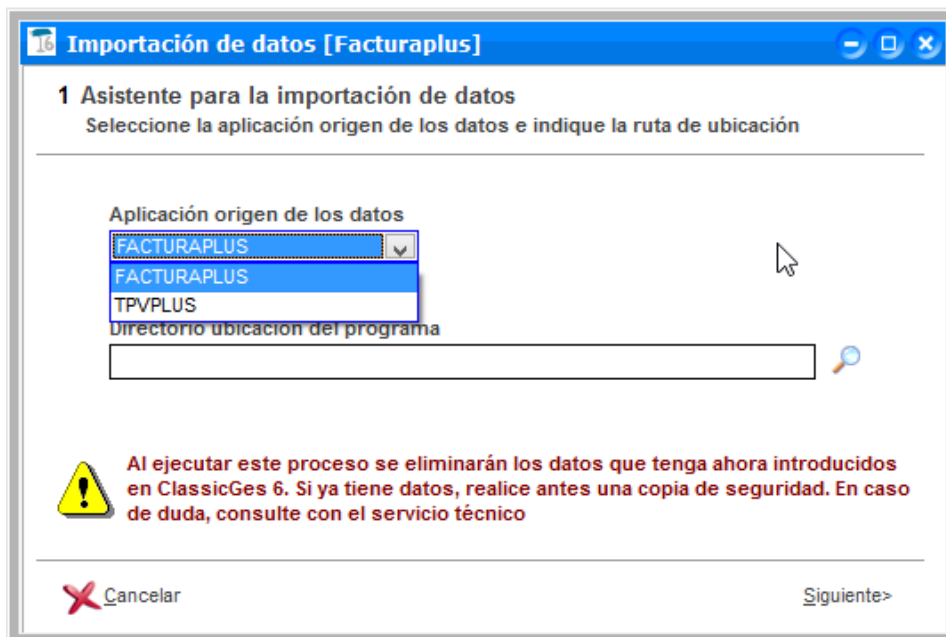 T6 Importación de datos [Facturaplus]
1 Asistente para la importación de datos
Seleccione la aplicación origen de los datos e indique la ruta de ubicación
Aplicación origen de los datos
FACTURAPLUS
FACTURAPLUS
TPVPLUS
Directorio ubicación del programa
Al ejecutar este proceso se eliminarán los datos que tenga ahora introducidos
en ClassicGes 6. Si ya tiene datos, realice antes una copia de seguridad. En caso
de duda, consulte con el servicio técnico
Cancelar
Siguiente>